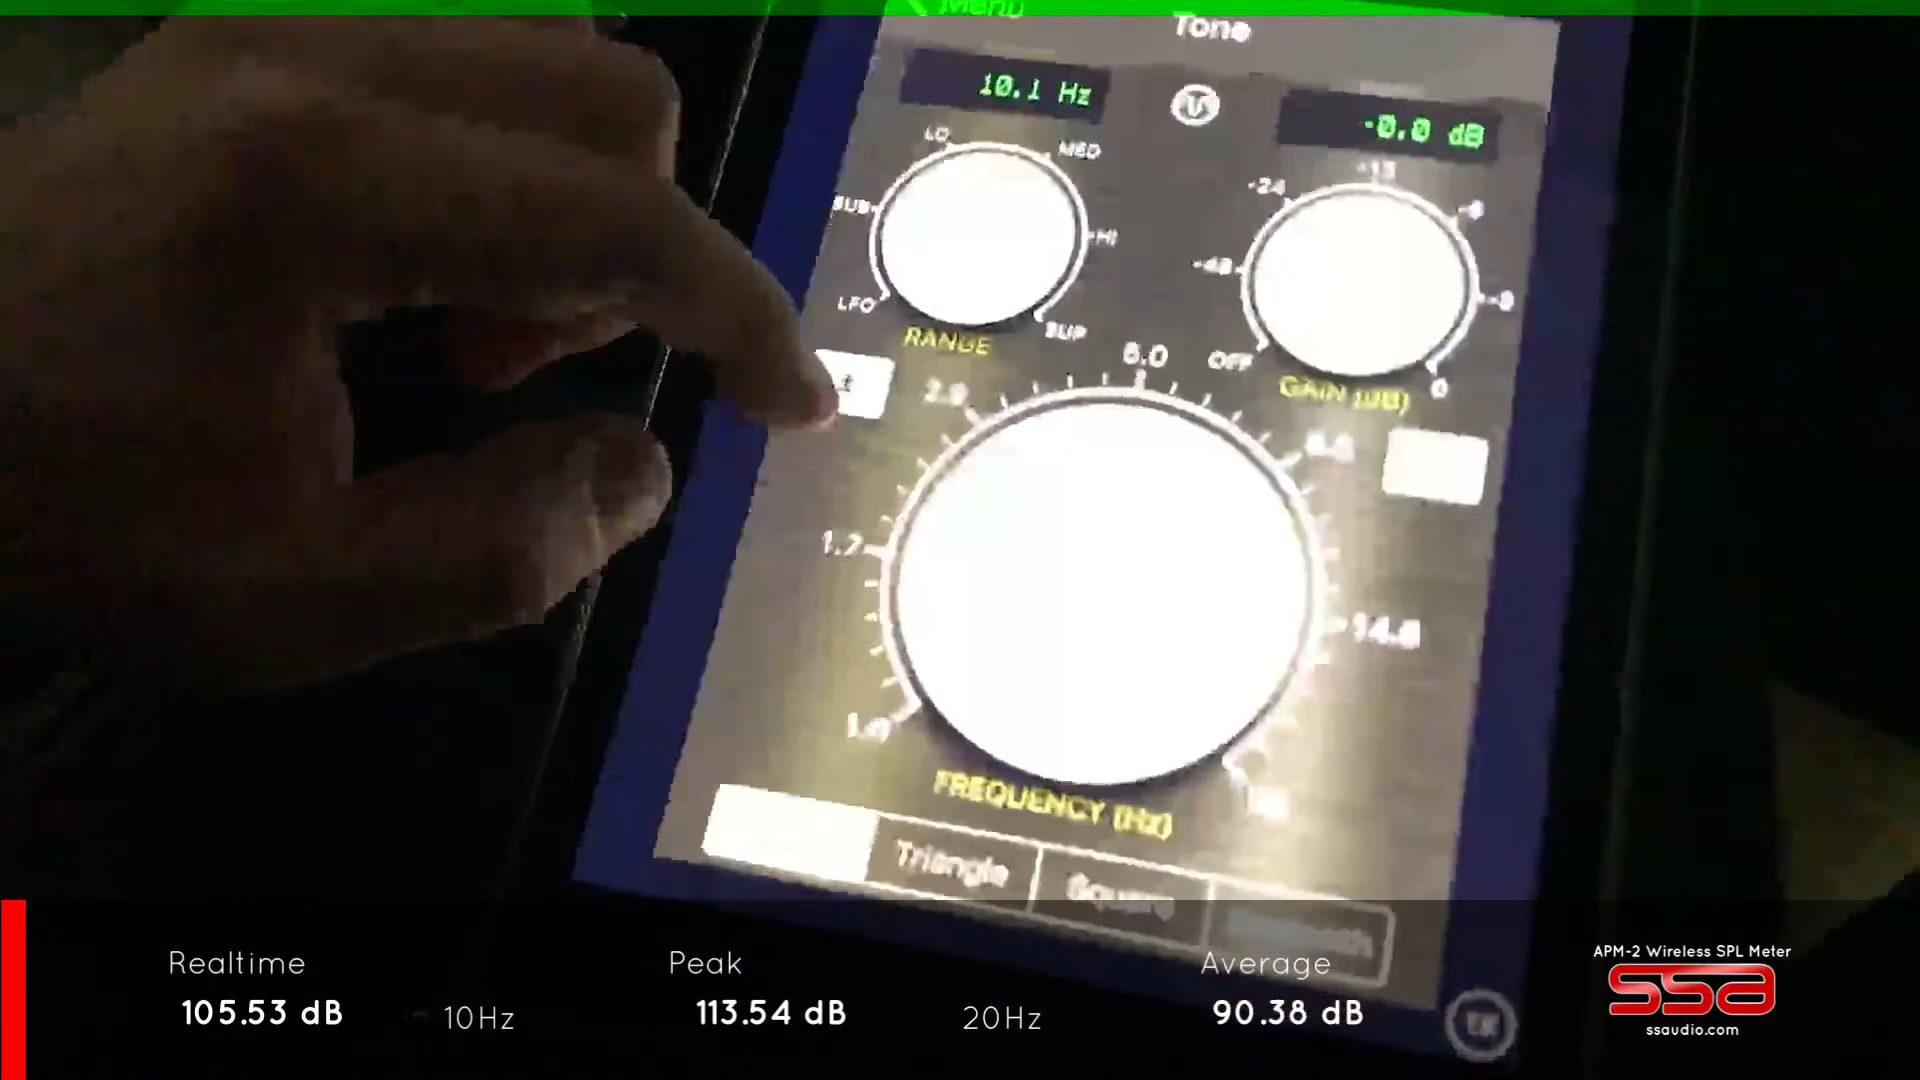 Menu
Tone
10.1 Hz
-0.0 dB
LO
MED
SUB
HI
LFO
SUP
RANGE
-24
-48
OFF
0
GAIN (dB)
6.0
2.9
1.7
1.0
14.8
FREQUENCY (Hz)
Triangle
Square
Realtime
Peak
Average
105.53 dB
10Hz
113.54 dB
20Hz
90.38 dB
APM-2 Wireless SPL Meter
ssa
ssaudio.com